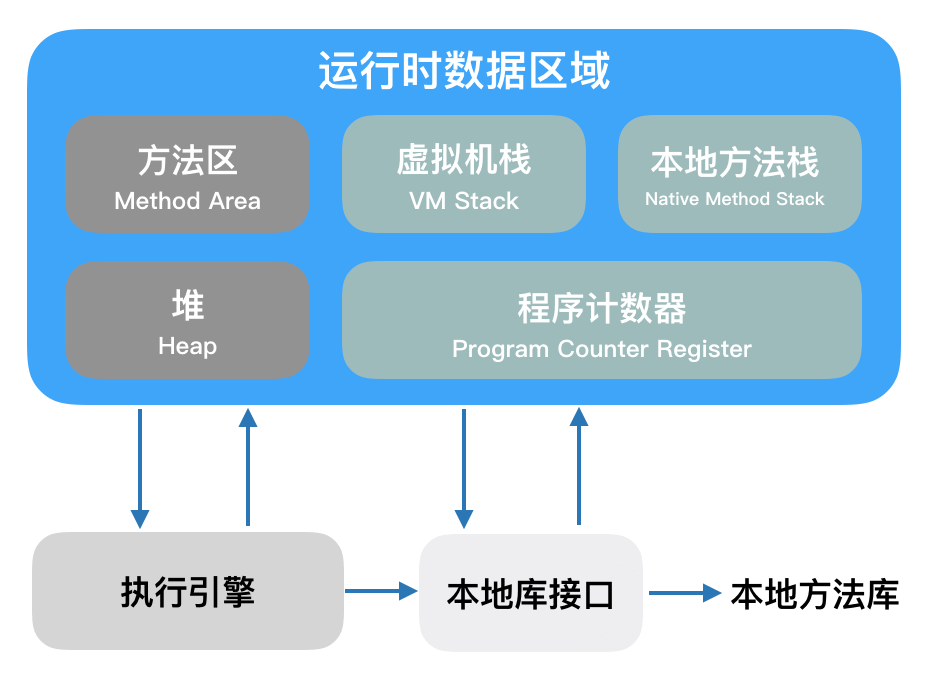 运行时数据区域
方法区
Method Area
虚拟机栈
VM Stack
本地方法栈
Native Method Stack
堆
Heap
程序计数器
Program Counter Register
执行引擎
本地库接口
本地方法库